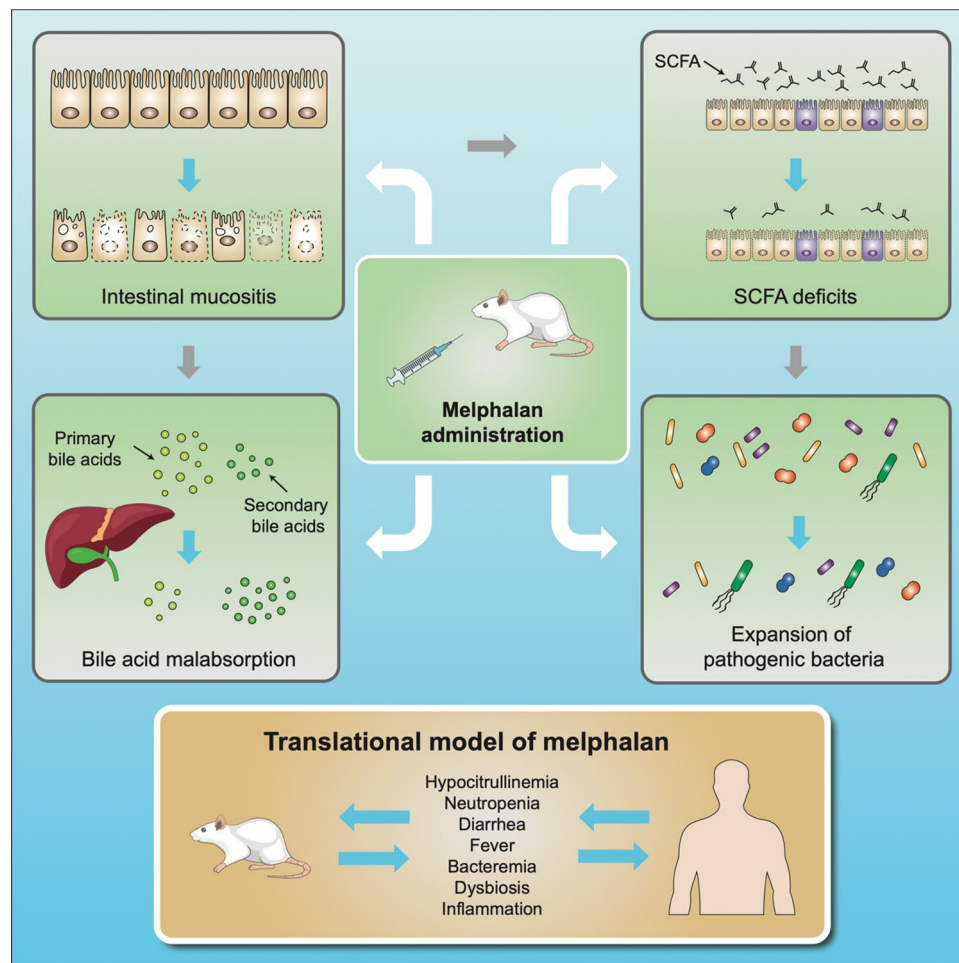 Intestinal mucositis
SCFA
SCFA deficits
Melphalan
administration
Primary
bile acids
Secondary
bile acids
Bile acid malabsorption
Expansion of
pathogenic bacteria
Translational model of melphalan
Hypocitrullinemia
Neutropenia
Diarrhea
Fever
Bacteremia
Dysbiosis
Inflammation